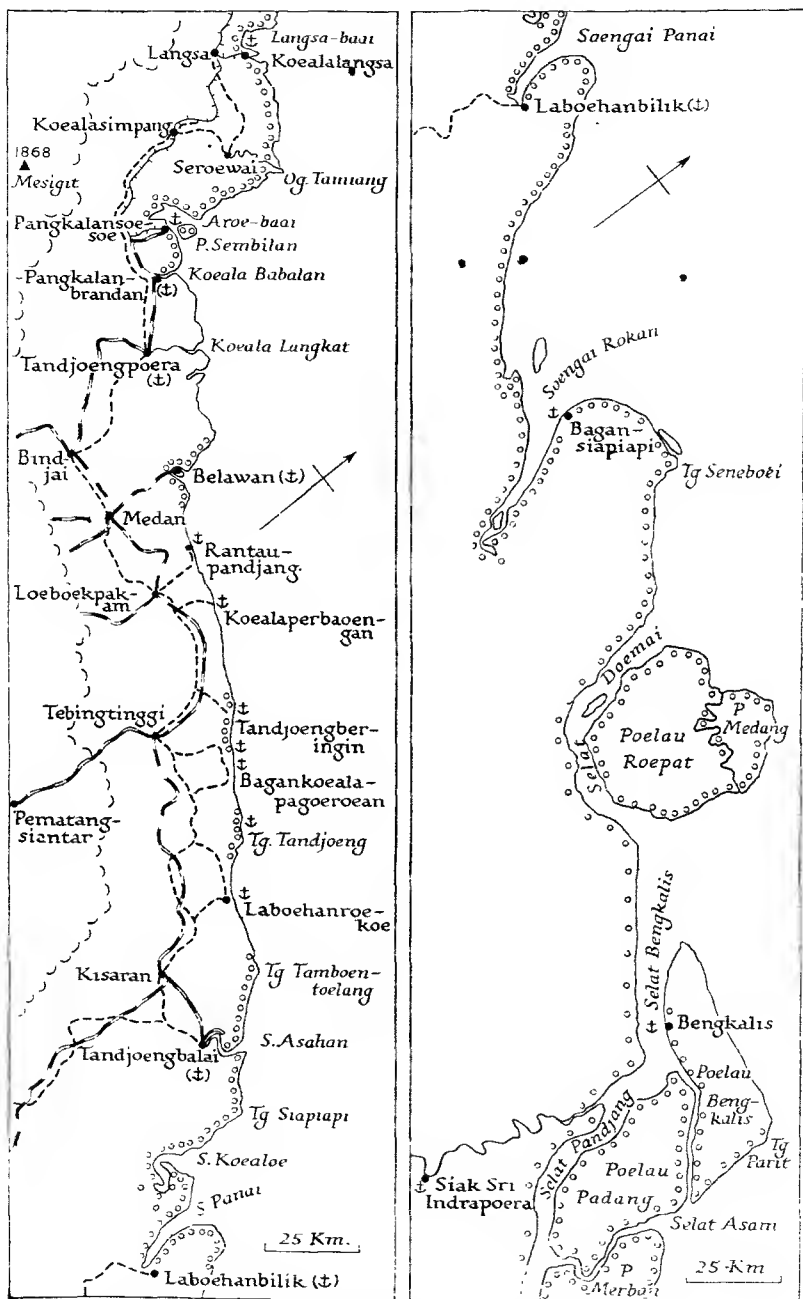 Langsa-baai
Langsa
Koealalangsa
Koealasimpang
1868
Mesigit
Seroewai
Og. Tamiang
Pangkalansoe-
soe
Aroe-baai
P. Sembilan
Pangkalan-
brandan (⚓)
Koeala Babalan
Koeala Langkat
Tandjoengpoera
(⚓)
Bind-
jai
Belawan (⚓)
Medan
Rantau-
pandjang.
Loeboekpak-
am
Koealaperbaoen-
gan
Tebingtinggi
Tandjoengber-
ingin
Bagankoeala-
pagoeroean
Pematang-
siantar
Tg. Tandjoeng
Laboehanroe-
koe
Kisaran
Tg Tamboen-
toelang
Tandjoengbalai
(⚓)
S. Asahan
Tg Siapiapi
S. Koealoe
S Panai
25 Km.
Laboehanbilik (⚓)
Soengai Panai
Laboehanbilik (⚓)
Soengai Rokan
Bagan-
siapiapi
Tg Seneboei
Selat Doemai
P
Medang
Poelau
Roepat
Selat Bengkalis
Bengkalis
Poelau
Beng-
kalis
Tg
Parit
Selat Pandjang
Siak Sri
Indrapoera
Poelau
Padang
Selat Asam
P
Merbau
25 Km